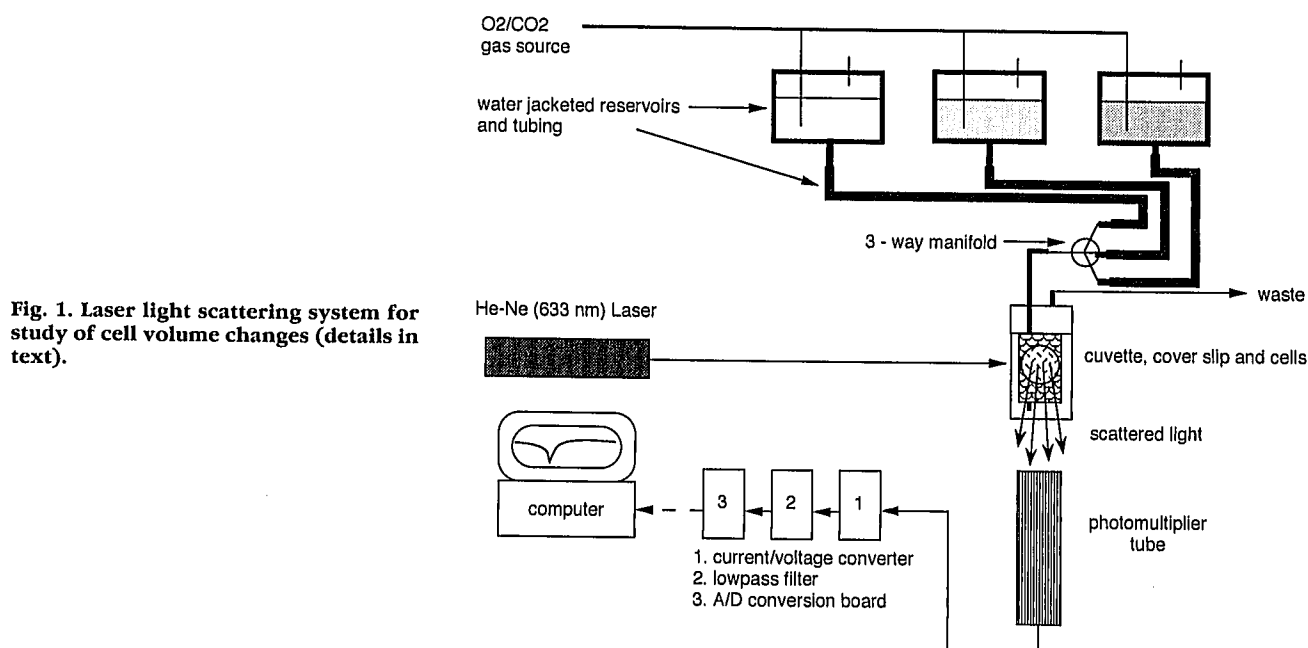 O2/CO2
gas source
water jacketed reservoirs
and tubing
3 - way manifold
waste
Fig. 1. Laser light scattering system for
study of cell volume changes (details in
text).
He-Ne (633 nm) Laser
cuvette, cover slip and cells
scattered light
computer
3
2
1
photomultiplier
tube
1. current/voltage converter
2. lowpass filter
3. A/D conversion board